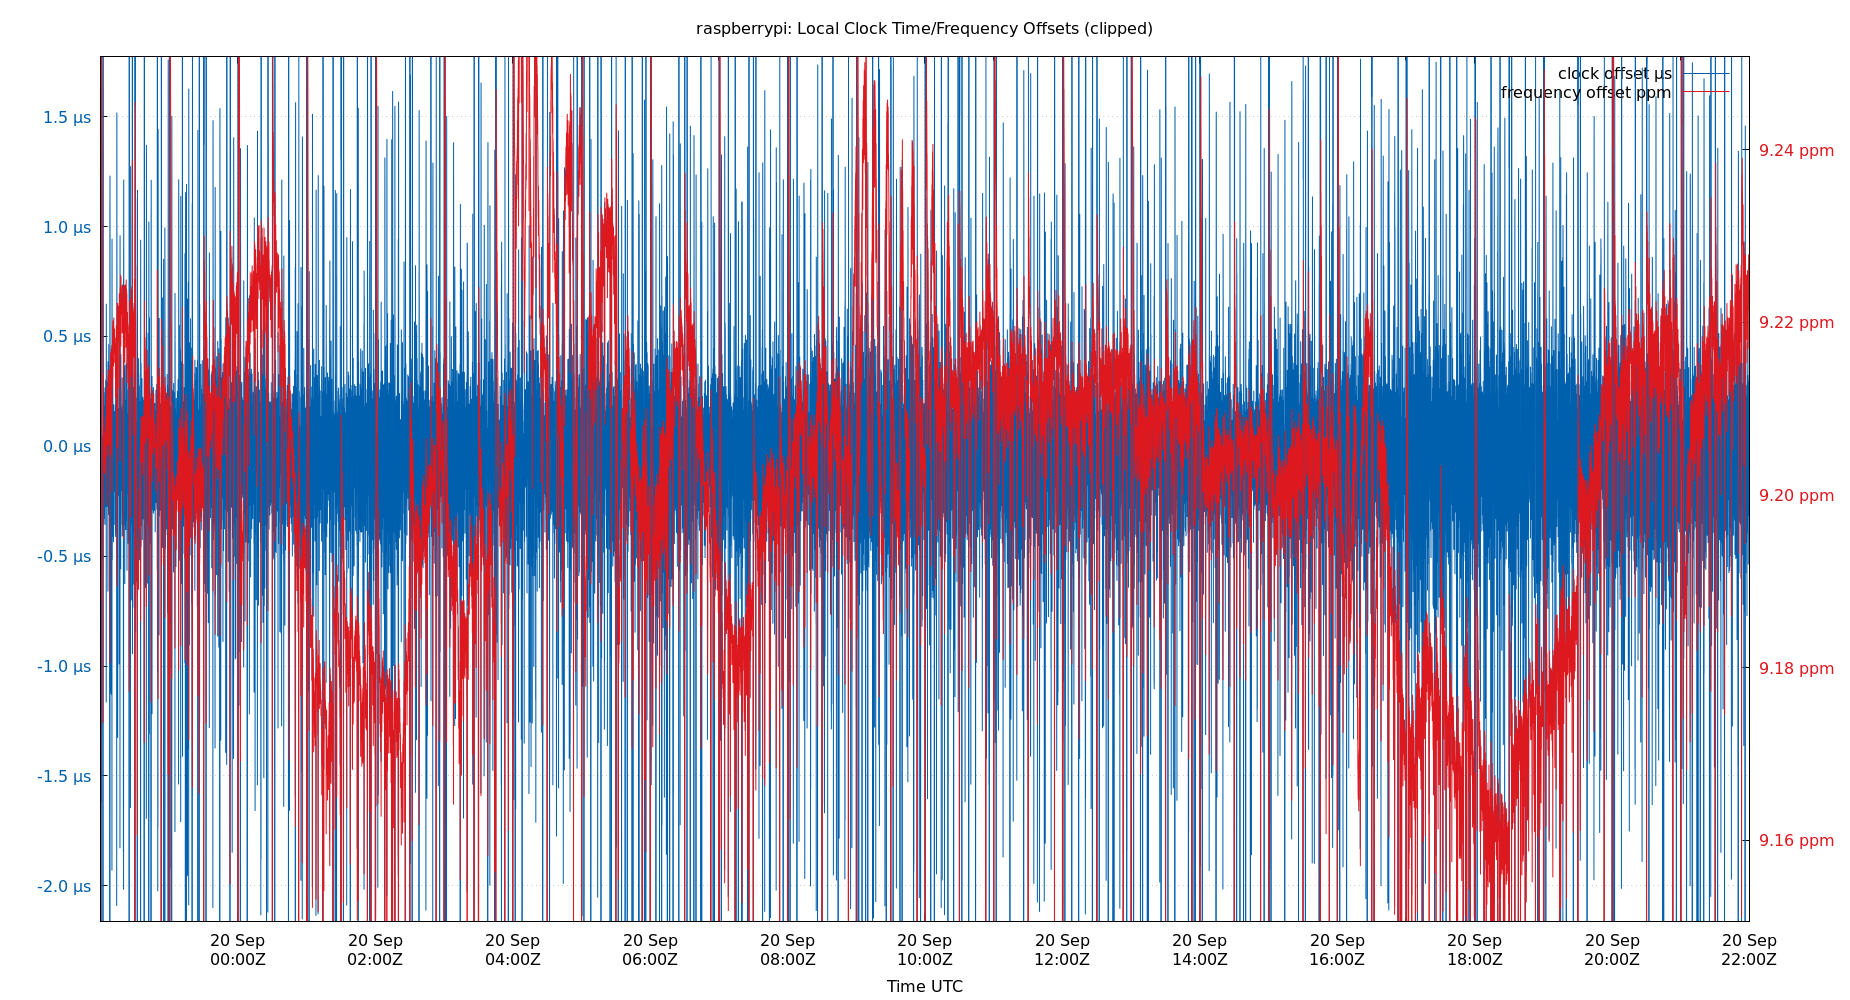 raspberrypi: Local Clock Time/Frequency Offsets (clipped)
clock offset µs
frequency offset ppm
1.5 µs
1.0 µs
0.5 µs
0.0 µs
-0.5 µs
-1.0 µs
-1.5 µs
-2.0 µs
9.24 ppm
9.22 ppm
9.20 ppm
9.18 ppm
9.16 ppm
20 Sep 20 Sep 20 Sep 20 Sep 20 Sep 20 Sep 20 Sep 20 Sep 20 Sep 20 Sep 20 Sep 20 Sep
00:00Z 02:00Z 04:00Z 06:00Z 08:00Z 10:00Z 12:00Z 14:00Z 16:00Z 18:00Z 20:00Z 22:00Z
Time UTC